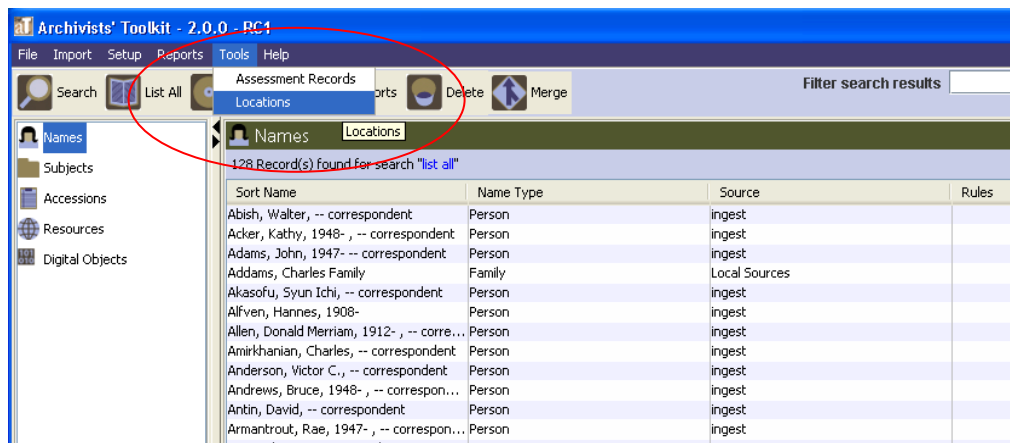 Archivists' Toolkit - 2.0.0 - RC1
File Import Setup Reports Tools Help
Assessment Records
Locations
Search List All orts Delete Merge Filter search results
Locations
Names
Subjects
Accessions
Resources
Digital Objects
Names
128 Record(s) found for search "list all"
Sort Name Name Type Source Rules
Abish, Walter, -- correspondent Person ingest
Acker, Kathy, 1948- , -- correspondent Person ingest
Adams, John, 1947- -- correspondent Person ingest
Addams, Charles Family Family Local Sources
Akasofu, Syun Ichi, -- correspondent Person ingest
Alfven, Hannes, 1908- Person ingest
Allen, Donald Merriam, 1912- , -- corre... Person ingest
Amirkhanian, Charles, -- correspondent Person ingest
Anderson, Victor C., -- correspondent Person ingest
Andrews, Bruce, 1948- , -- correspon... Person ingest
Antin, David, -- correspondent Person ingest
Armantrout, Rae, 1947- , -- correspon... Person ingest